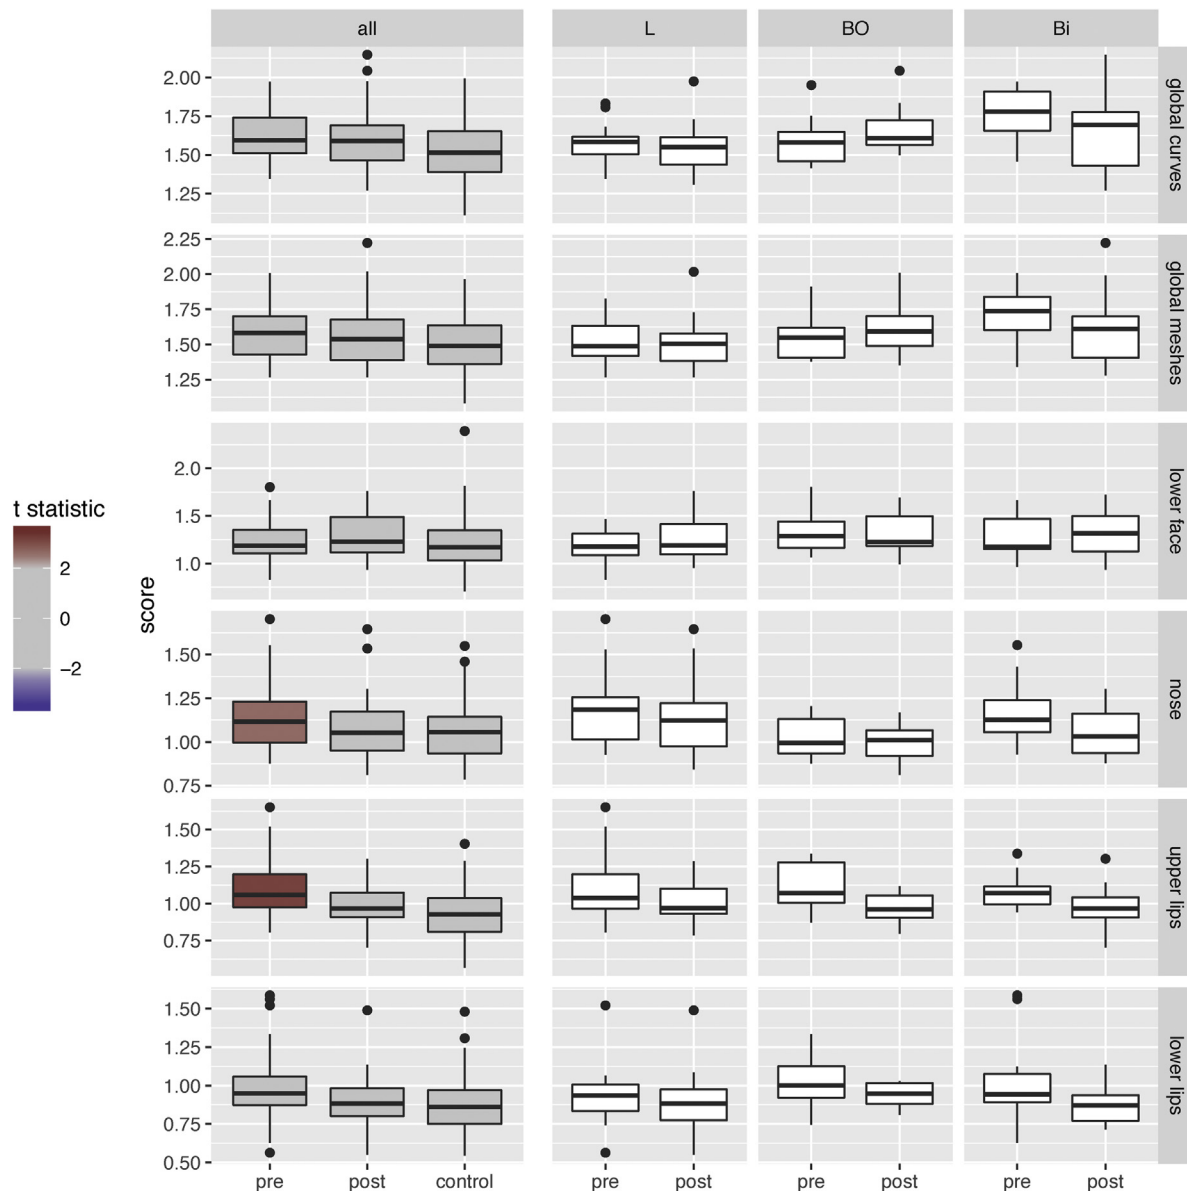 all L BO Bi
2.00
1.75
1.50
1.25
global curves
2.25
2.00
1.75
1.50
1.25
global meshes
2.0
1.5
1.0
lower face
t statistic
2
0
−2
score
1.50
1.25
1.00
0.75
nose
1.50
1.25
1.00
0.75
upper lips
1.50
1.25
1.00
0.75
0.50
lower lips
pre post control pre post pre post pre post